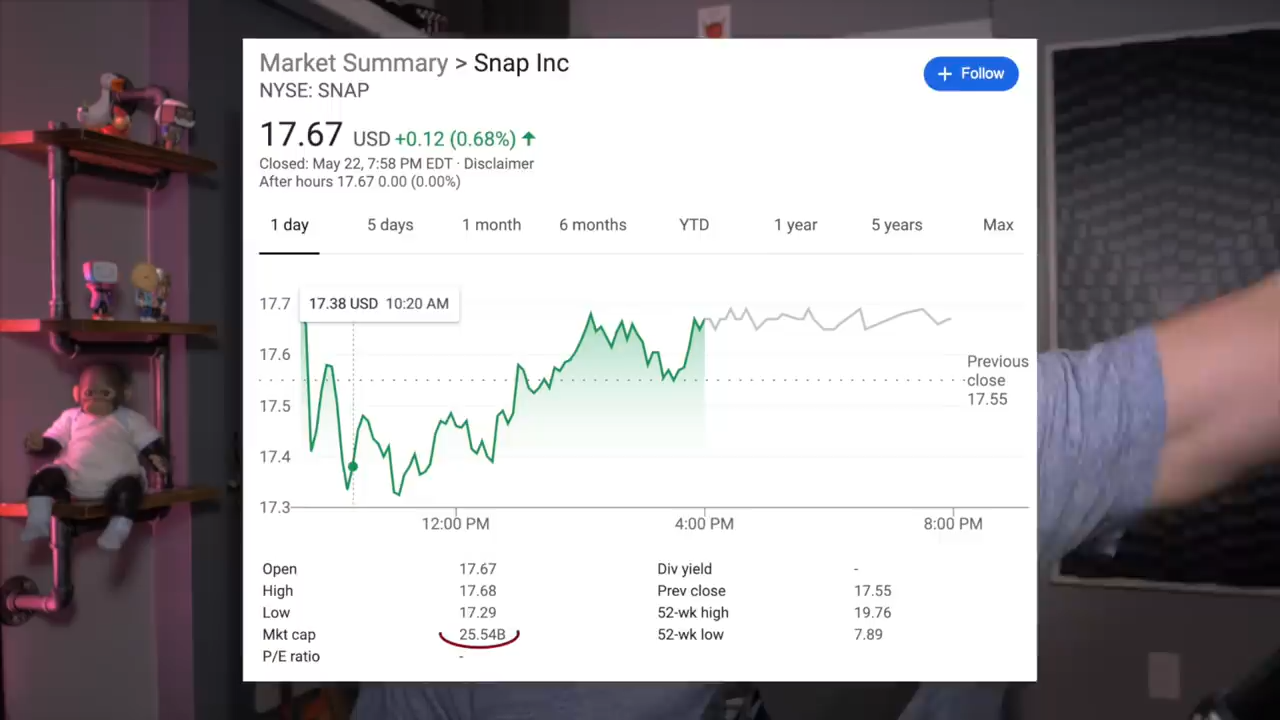 Market Summary > Snap Inc
NYSE: SNAP
+ Follow
17.67 USD +0.12 (0.68%) ↑
Closed: May 22, 7:58 PM EDT · Disclaimer
After hours 17.67 0.00 (0.00%)
1 day 5 days 1 month 6 months YTD 1 year 5 years Max
17.38 USD 10:20 AM
17.7
17.6
17.5
17.4
17.3
Previous
close
17.55
12:00 PM 4:00 PM 8:00 PM
Open 17.67 Div yield -
High 17.68 Prev close 17.55
Low 17.29 52-wk high 19.76
Mkt cap 25.54B 52-wk low 7.89
P/E ratio -